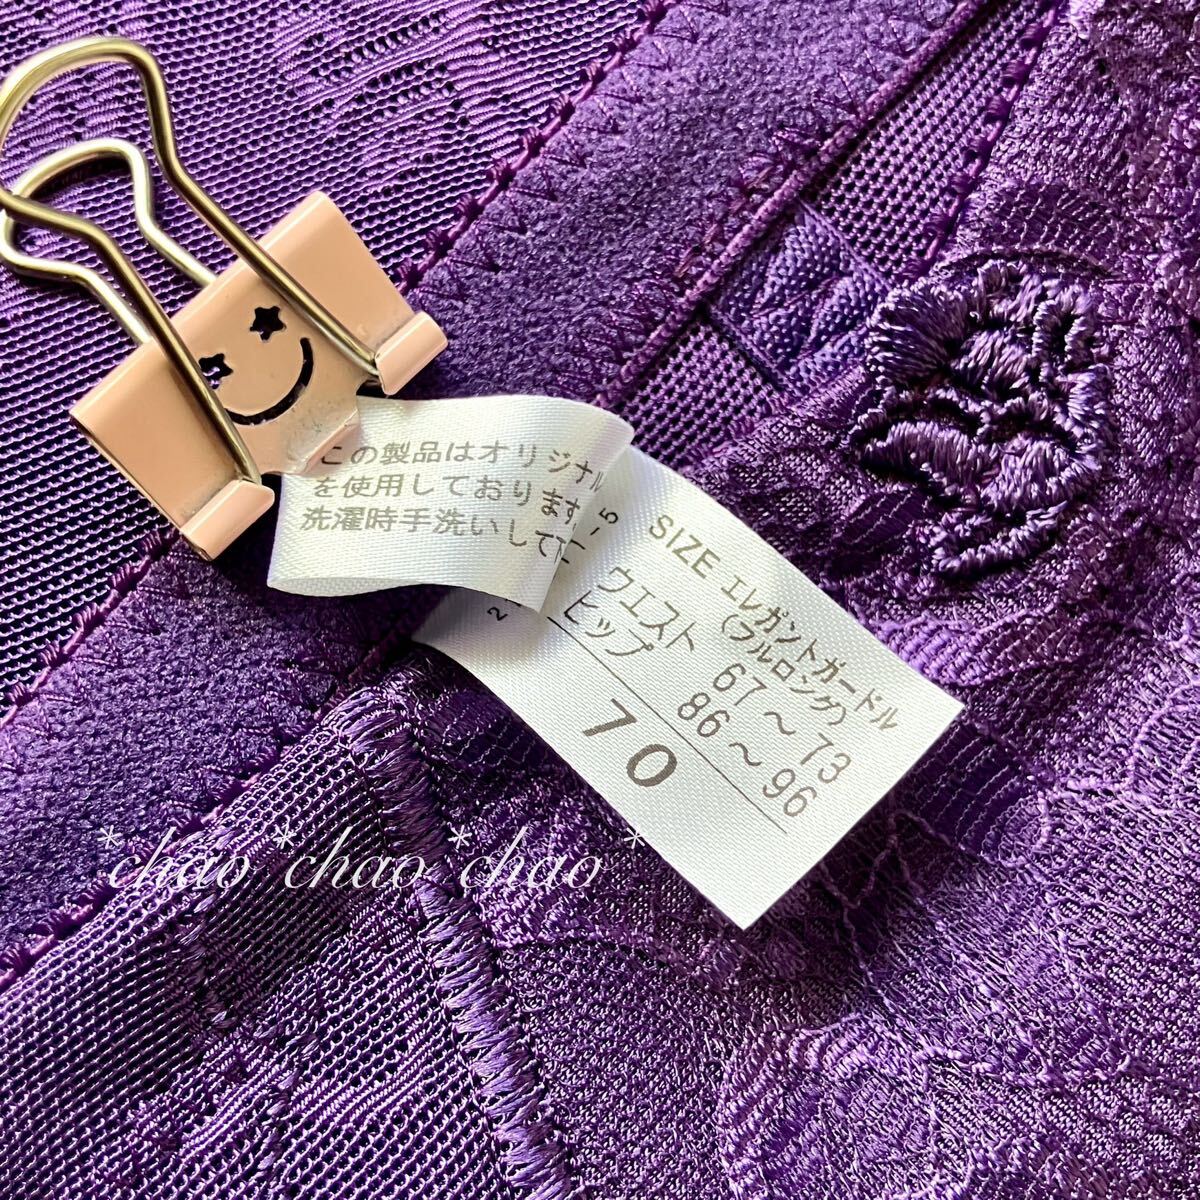 この製品はオリジナル
を使用しております
洗濯時手洗いして下
SIZE エレガントガードル
(フルロング)
ウエスト 67～73
ヒップ 86～96
70
*chao *chao *chao *